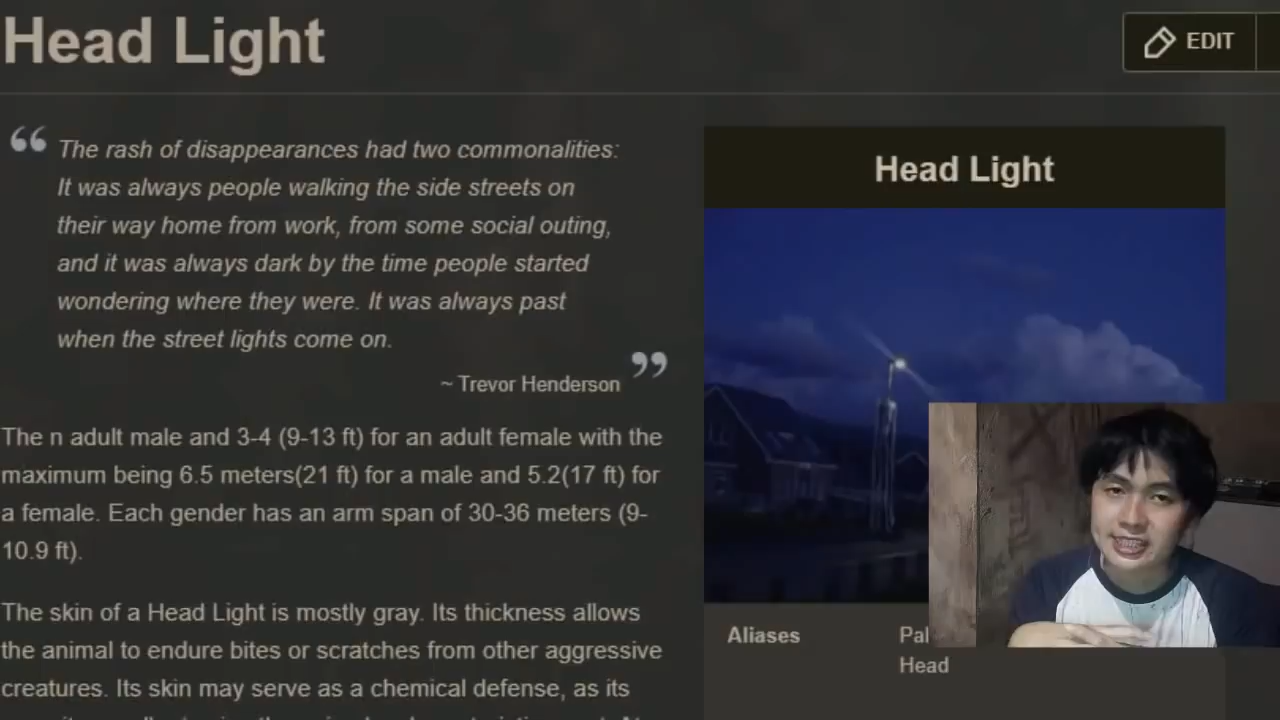 Head Light
EDIT
“ The rash of disappearances had two commonalities:
It was always people walking the side streets on
their way home from work, from some social outing,
and it was always dark by the time people started
wondering where they were. It was always past
when the street lights come on.
”
~ Trevor Henderson
The n adult male and 3-4 (9-13 ft) for an adult female with the
maximum being 6.5 meters(21 ft) for a male and 5.2(17 ft) for
a female. Each gender has an arm span of 30-36 meters (9-
10.9 ft).
The skin of a Head Light is mostly gray. Its thickness allows
the animal to endure bites or scratches from other aggressive
creatures. Its skin may serve as a chemical defense, as its
Head Light
Aliases
Pal
Head